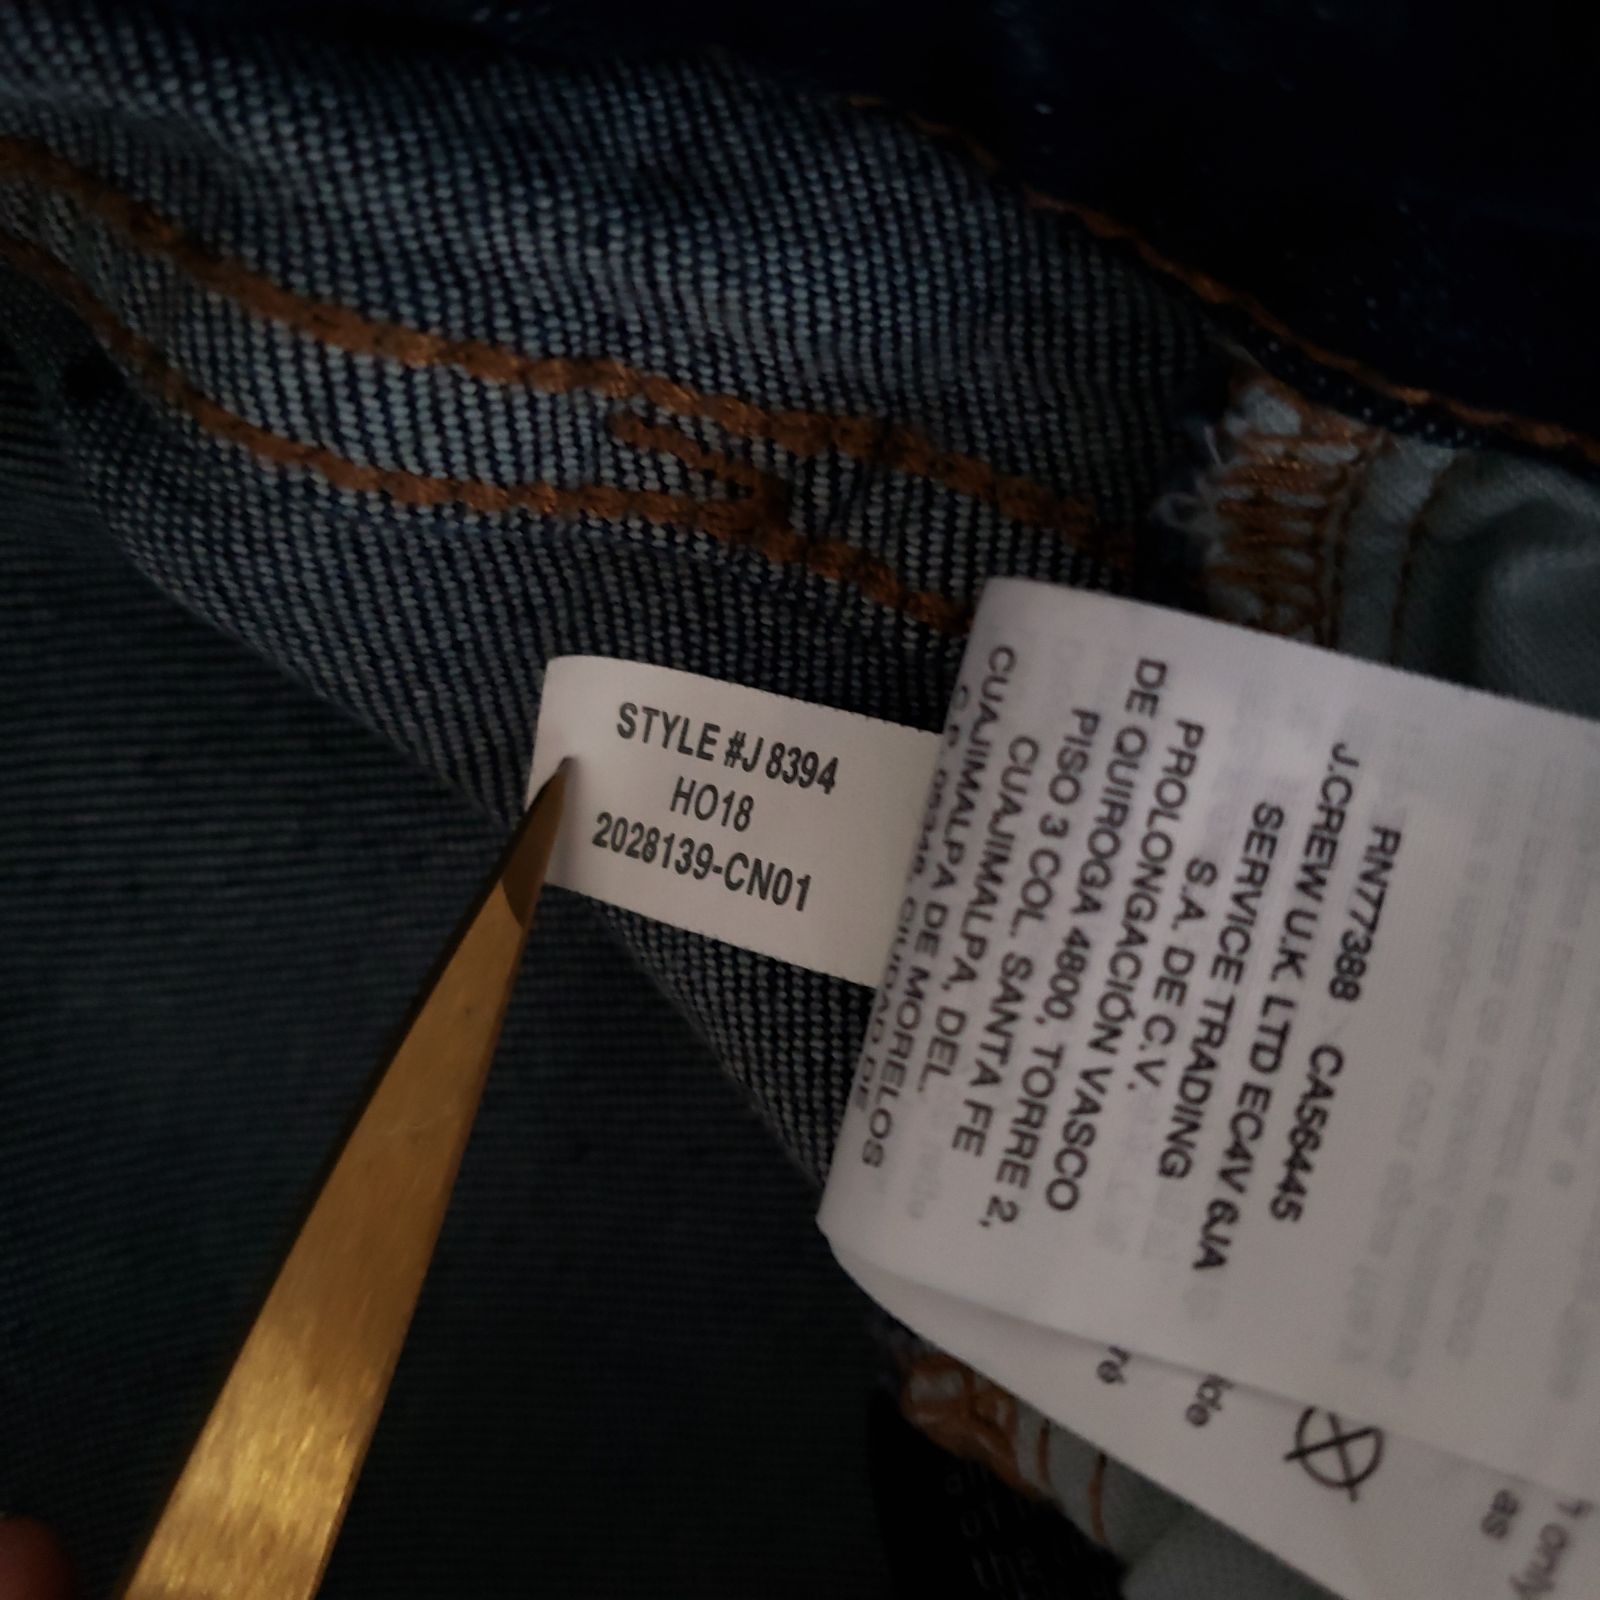 STYLE #J 8394
HO18
2028139-CN01
RN77388 CA56445
J.CREW U.K. LTD EC4V 6JA
SERVICE TRADING
S.A. DE C.V.
PROLONGACIÓN VASCO
DE QUIROGA 4800, TORRE 2,
PISO 3 COL. SANTA FE
CUAJIMALPA, DEL.
CUAJIMALPA DE MORELOS